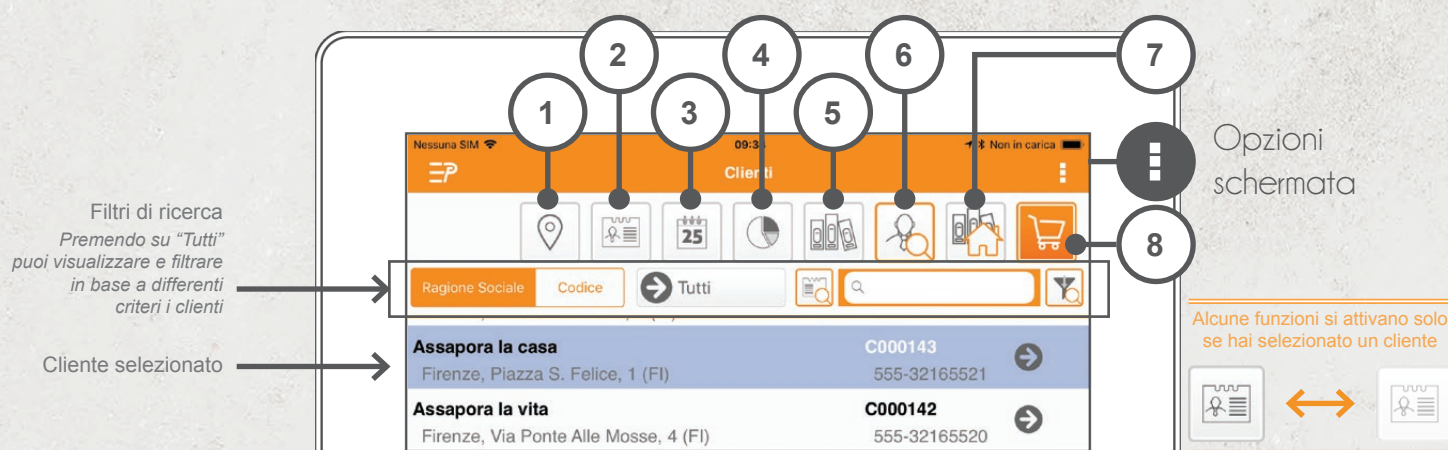 2
4
6
7
1
3
5
Nessuna SIM
09:3
Non in carica
Clienti
Opzioni
schermata
25
8
Filtri di ricerca
Premendo su “Tutti”
puoi visualizzare e filtrare
in base a differenti
criteri i clienti
Ragione Sociale
Codice
Tutti
Alcune funzioni si attivano solo
se hai selezionato un cliente
Cliente selezionato
Assapora la casa
C000143
Firenze, Piazza S. Felice, 1 (FI)
555-32165521
Assapora la vita
C000142
Firenze, Via Ponte Alle Mosse, 4 (FI)
555-32165520